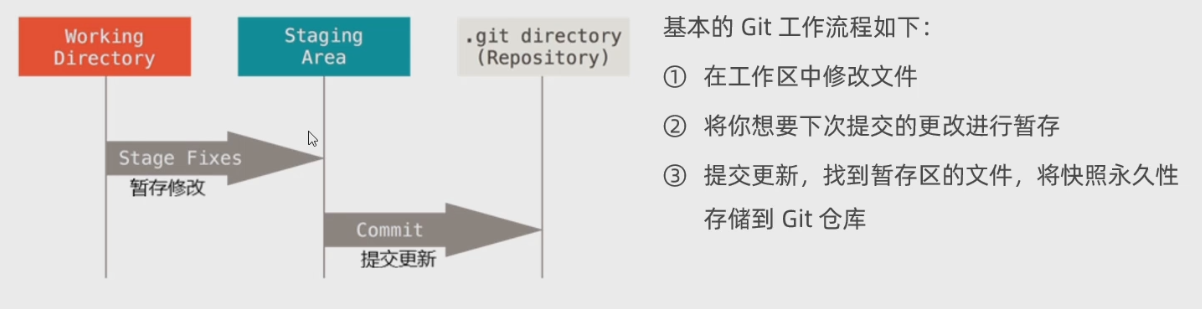 Working
Directory
Staging
Area
.git directory
(Repository)
Stage Fixes
暂存修改
Commit
提交更新
基本的 Git 工作流程如下：
① 在工作区中修改文件
② 将你想要下次提交的更改进行暂存
③ 提交更新，找到暂存区的文件，将快照永久性
存储到 Git 仓库